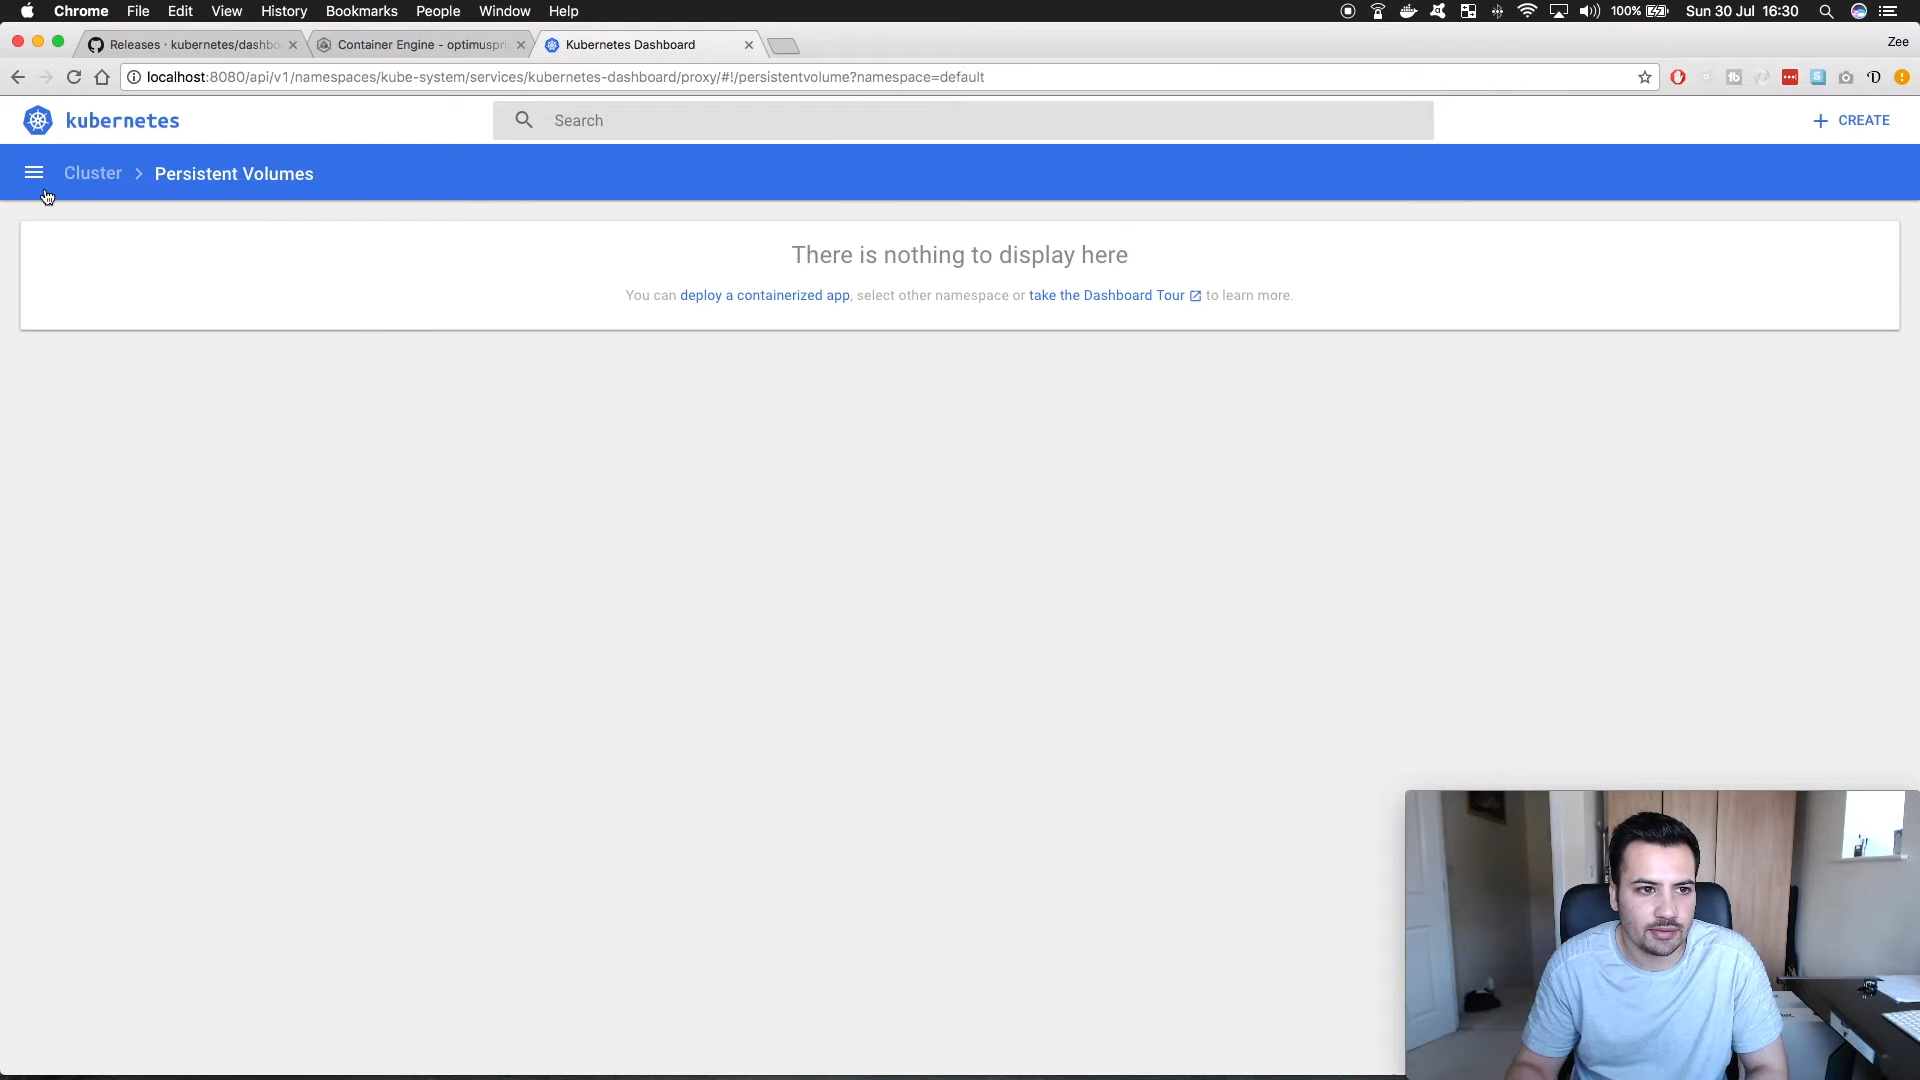 Chrome File Edit View History Bookmarks People Window Help 100% Sun 30 Jul 16:30
Releases · kubernetes/dashbo Container Engine - optimuspri Kubernetes Dashboard Zee
localhost:8080/api/v1/namespaces/kube-system/services/kubernetes-dashboard/proxy/#!/persistentvolume?namespace=default
kubernetes Search + CREATE
Cluster > Persistent Volumes
There is nothing to display here
You can deploy a containerized app, select other namespace or take the Dashboard Tour to learn more.